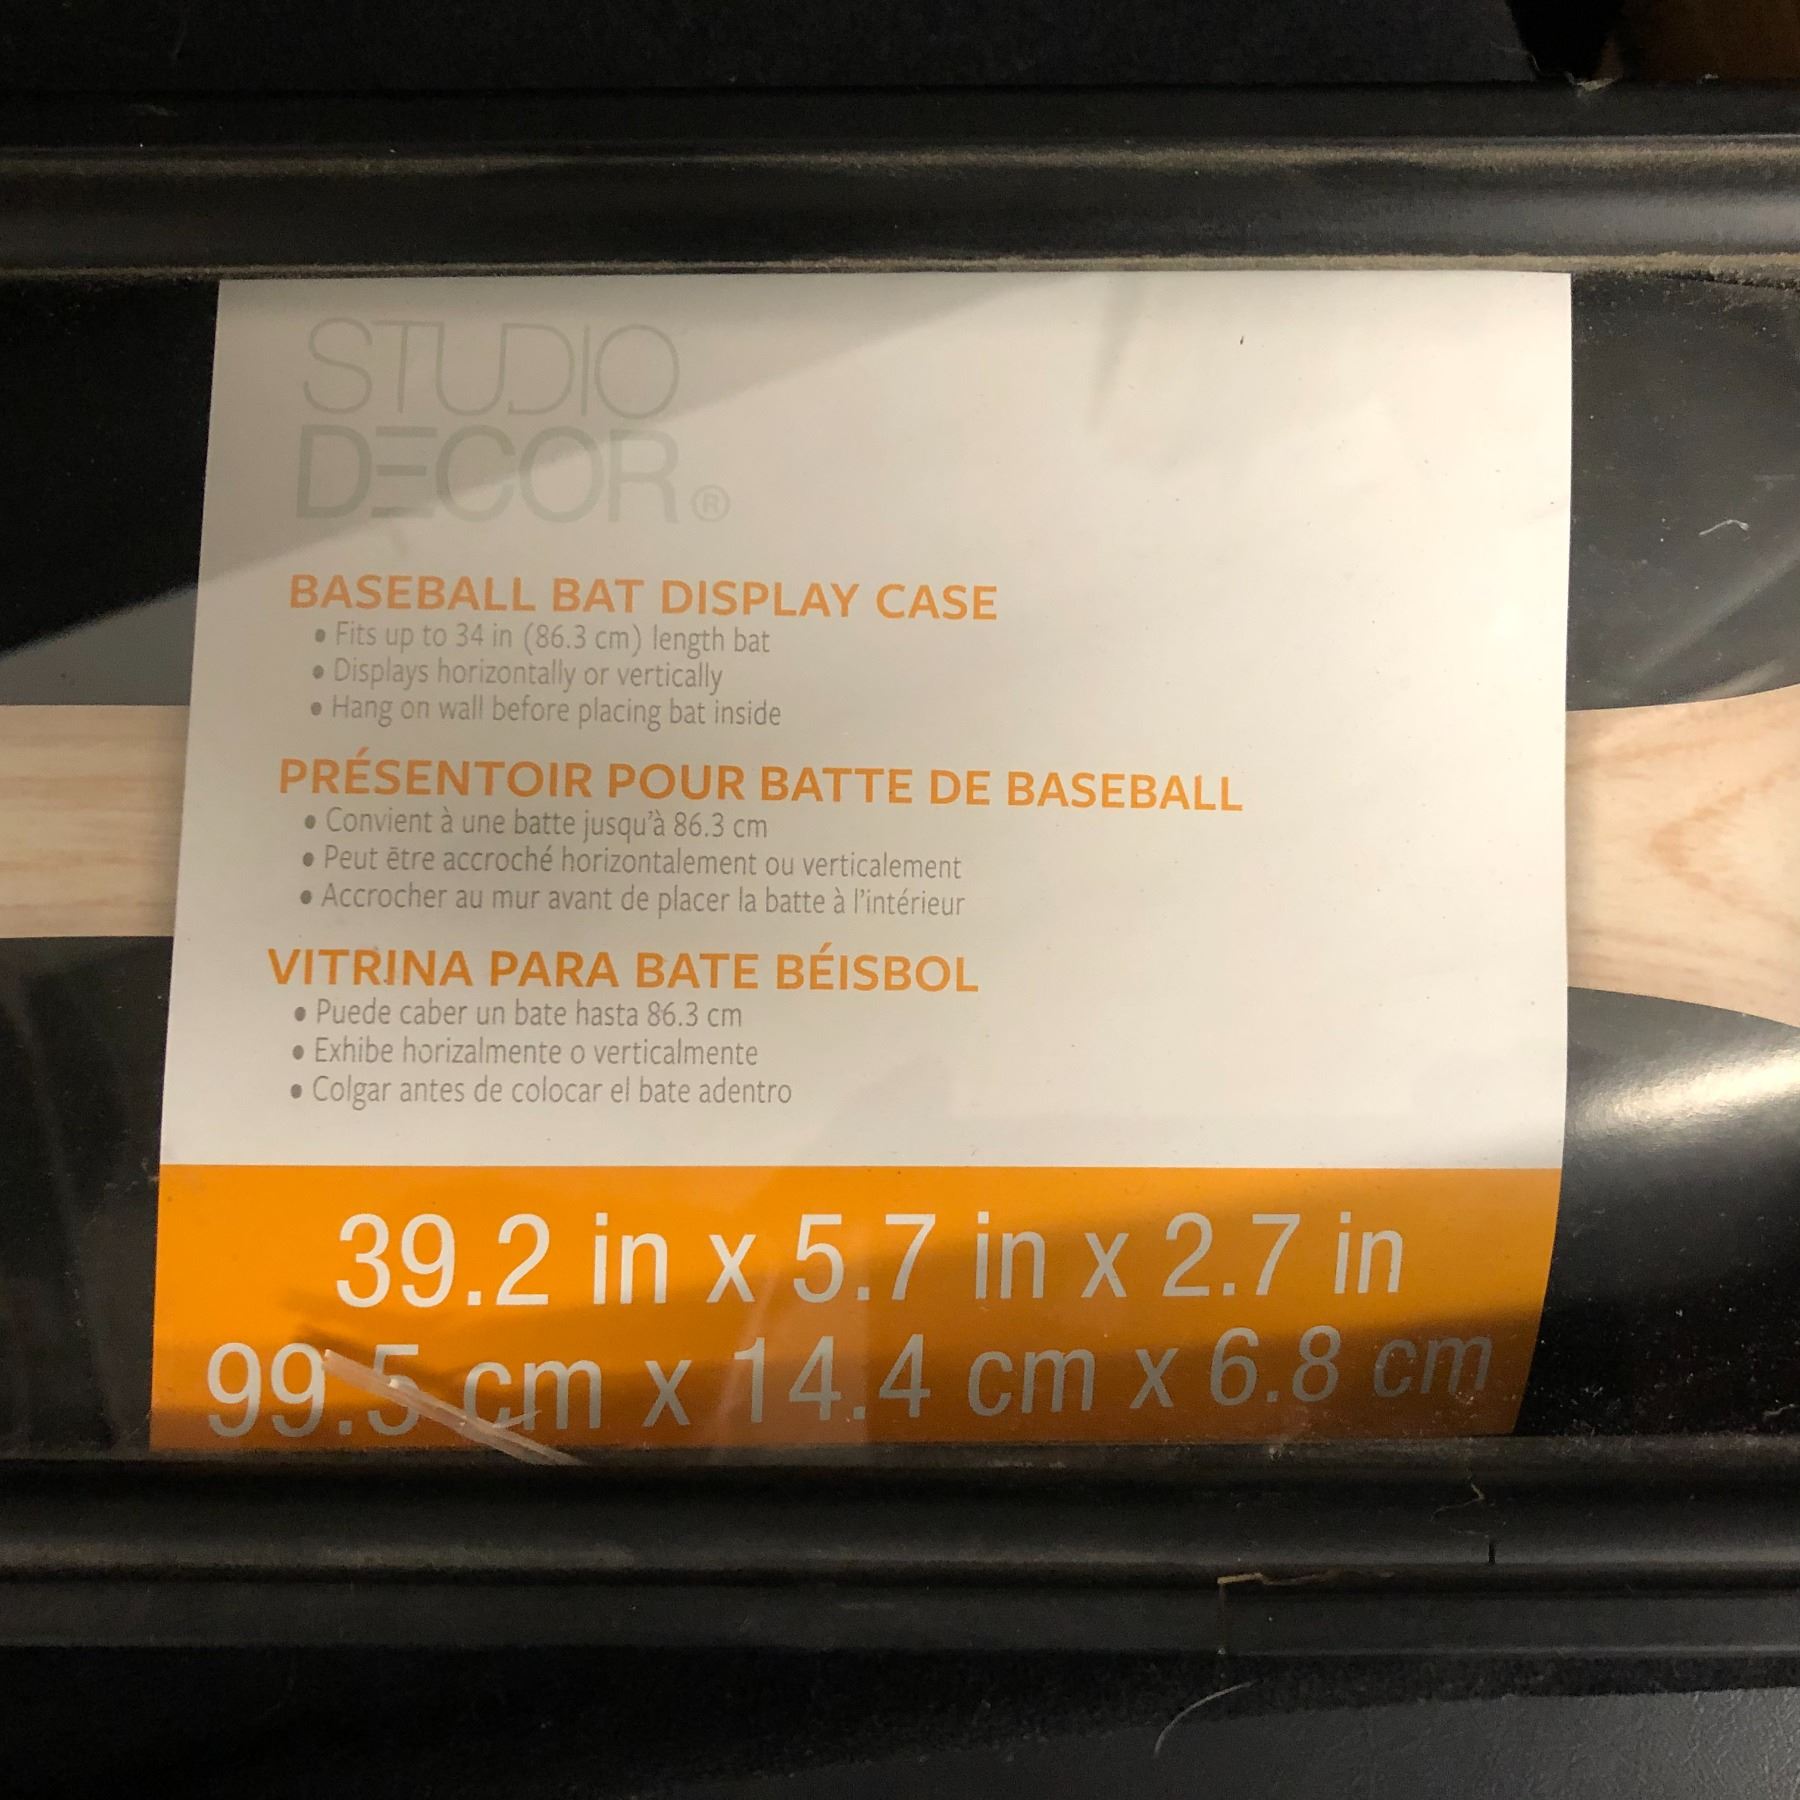 STUDIO
DECOR®
BASEBALL BAT DISPLAY CASE
• Fits up to 34 in (86.3 cm) length bat
• Displays horizontally or vertically
• Hang on wall before placing bat inside
PRÉSENTOIR POUR BATTE DE BASEBALL
• Convient à une batte jusqu'à 86.3 cm
• Peut être accroché horizontalement ou verticalement
• Accrocher au mur avant de placer la batte à l'intérieur
VITRINA PARA BATE BÉISBOL
• Puede caber un bate hasta 86.3 cm
• Exhibe horizalmente o verticalmente
• Colgar antes de colocar el bate adentro
39.2 in x 5.7 in x 2.7 in
99.5 cm x 14.4 cm x 6.8 cm